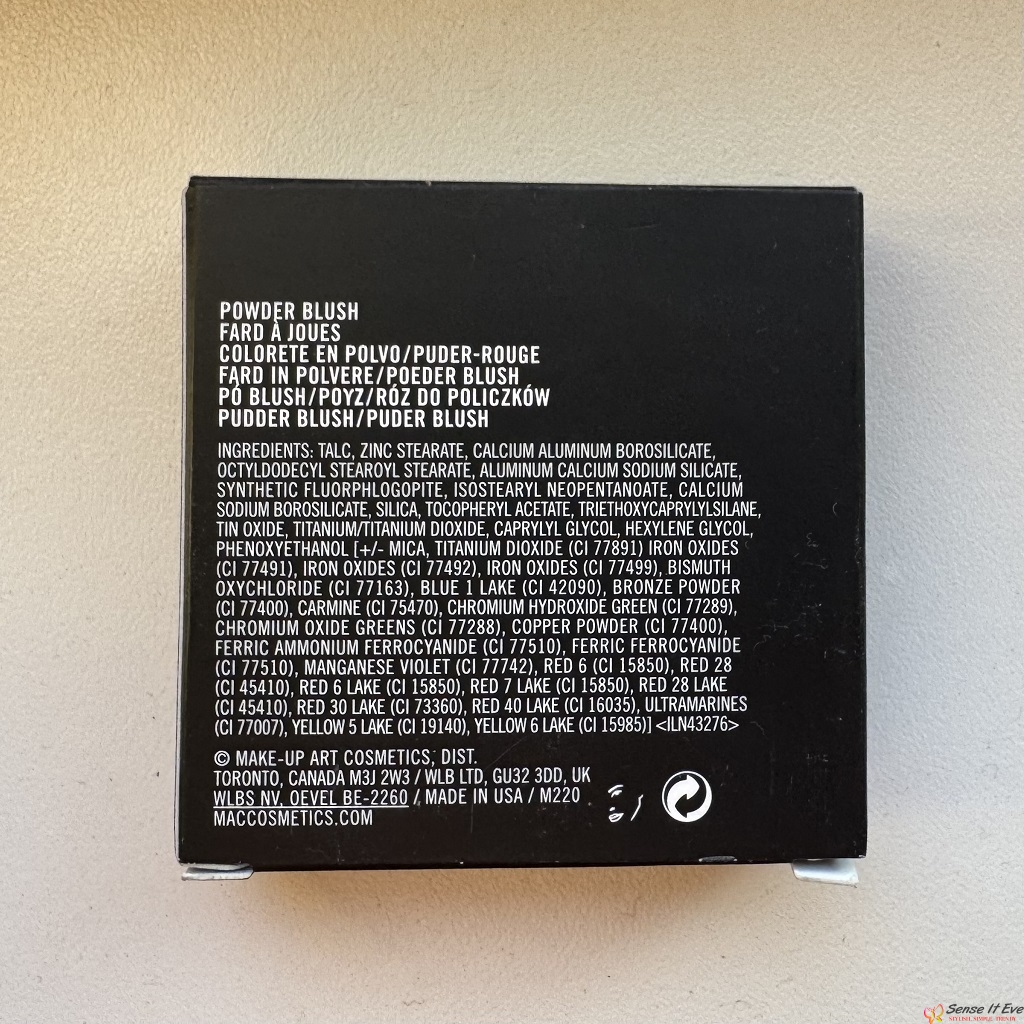 POWDER BLUSH
FARD À JOUES
COLORETE EN POLVO/PUDER-ROUGE
FARD IN POLVERE/POEDER BLUSH
PÓ BLUSH/ΡΟΥΖ/RÓŻ DO POLICZKÓW
PUDDER BLUSH/PUDER BLUSH
INGREDIENTS: TALC, ZINC STEARATE, CALCIUM ALUMINUM BOROSILICATE,
OCTYLDODECYL STEAROYL STEARATE, ALUMINUM CALCIUM SODIUM SILICATE,
SYNTHETIC FLUORPHLOGOPITE, ISOSTEARYL NEOPENTANOATE, CALCIUM
SODIUM BOROSILICATE, SILICA, TOCOPHERYL ACETATE, TRIETHOXYCAPRYLYLSILANE,
TIN OXIDE, TITANIUM/TITANIUM DIOXIDE, CAPRYLYL GLYCOL, HEXYLENE GLYCOL,
PHENOXYETHANOL [+/- MICA, TITANIUM DIOXIDE (CI 77891) IRON OXIDES
(CI 77491), IRON OXIDES (CI 77492), IRON OXIDES (CI 77499), BISMUTH
OXYCHLORIDE (CI 77163), BLUE 1 LAKE (CI 42090), BRONZE POWDER
(CI 77400), CARMINE (CI 75470), CHROMIUM HYDROXIDE GREEN (CI 77289),
CHROMIUM OXIDE GREENS (CI 77288), COPPER POWDER (CI 77400),
FERRIC AMMONIUM FERROCYANIDE (CI 77510), FERRIC FERROCYANIDE
(CI 77510), MANGANESE VIOLET (CI 77742), RED 6 (CI 15850), RED 28
(CI 45410), RED 6 LAKE (CI 15850), RED 7 LAKE (CI 15850), RED 28 LAKE
(CI 45410), RED 30 LAKE (CI 73360), RED 40 LAKE (CI 16035), ULTRAMARINES
(CI 77007), YELLOW 5 LAKE (CI 19140), YELLOW 6 LAKE (CI 15985)] <ILN43276>
© MAKE-UP ART COSMETICS, DIST.
TORONTO, CANADA M3J 2W3 / WLB LTD, GU32 3DD, UK
WLBS NV, OEVEL BE-2260 / MADE IN USA / M220
MACCOSMETICS.COM
Sense It Eve
STYLISH, SIMPLE, TRENDY